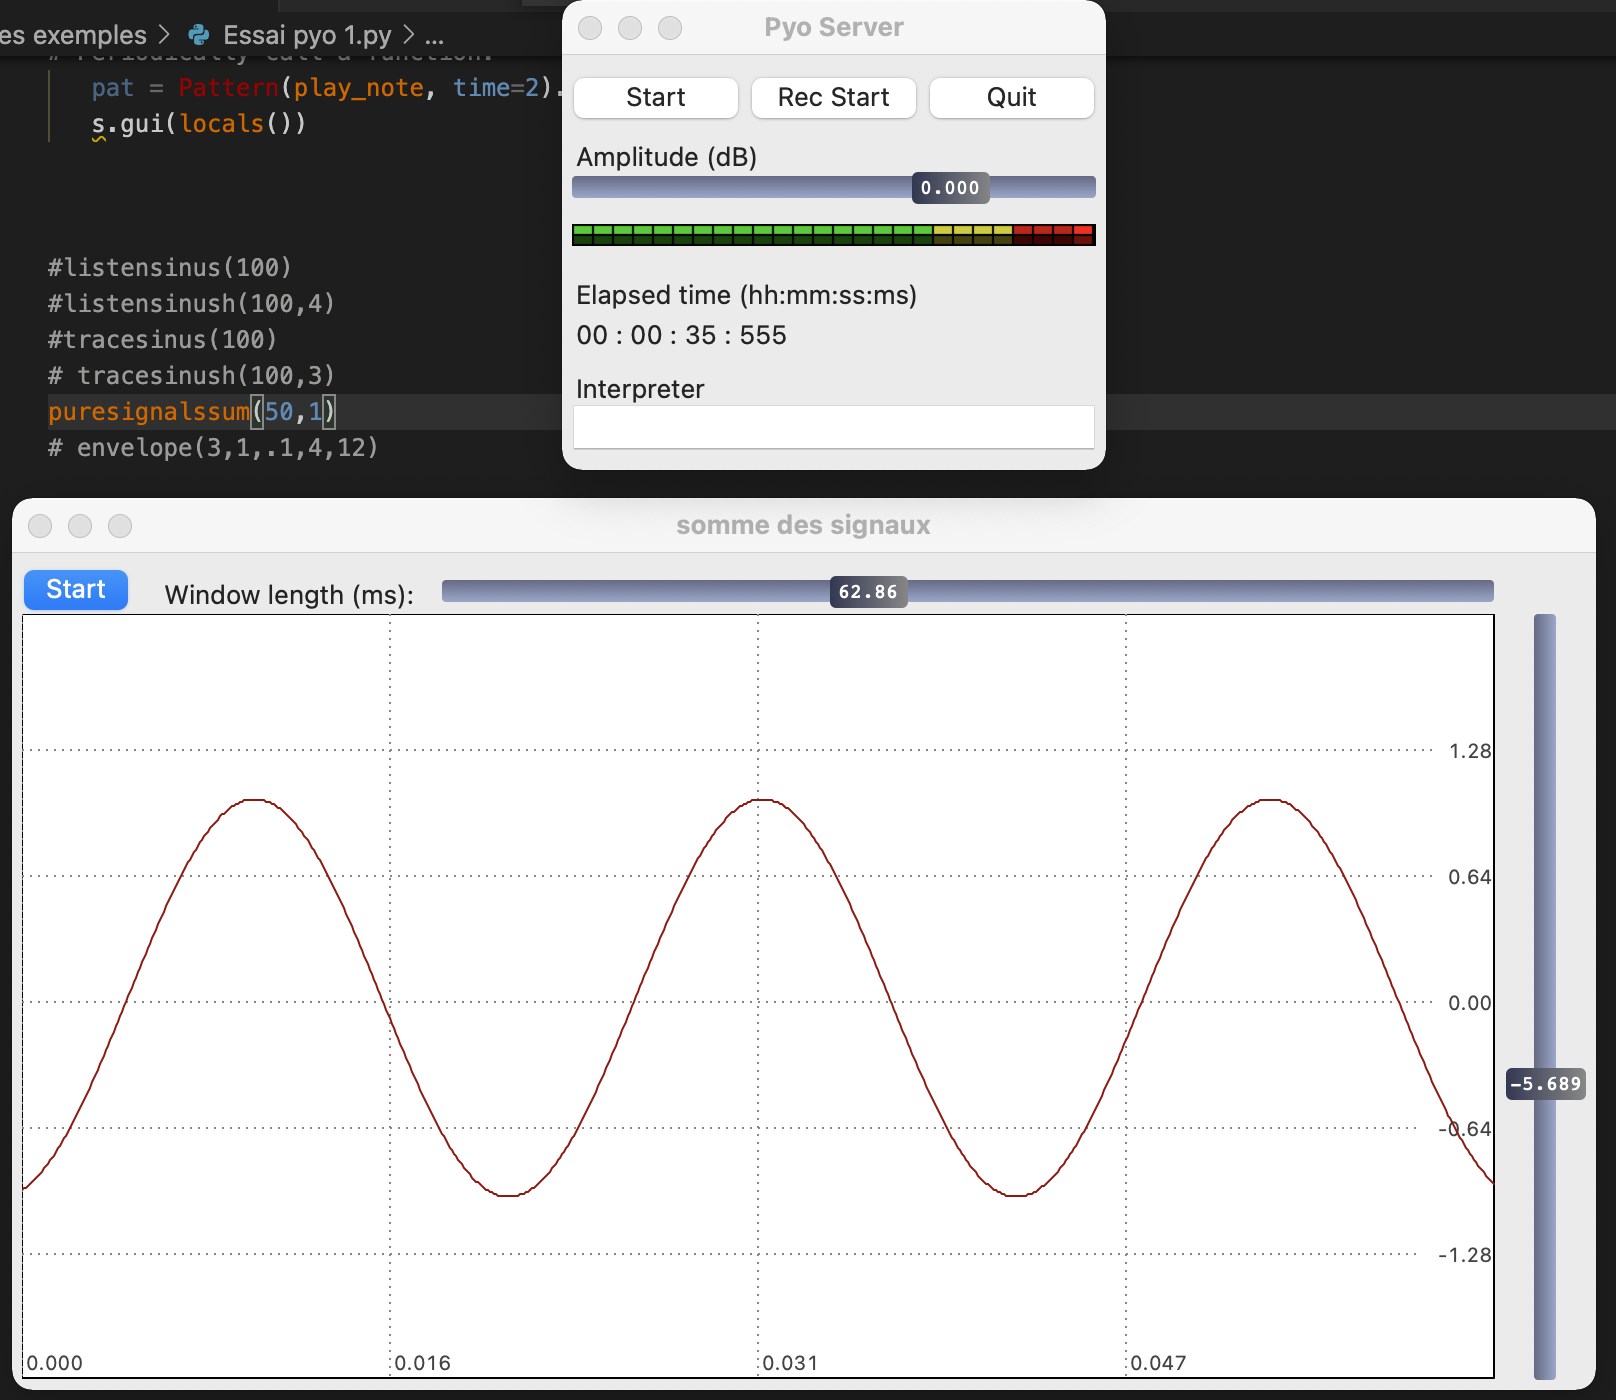 es exemples > Essai pyo 1.py > ...
# Periodically call a function.
pat = Pattern(play_note, time=2).
s.gui(locals())
#listensinus(100)
#listensinush(100,4)
#tracesinus(100)
# tracesinush(100,3)
puresignalssum(50,1)
# envelope(3,1,.1,4,12)
Pyo Server
Start
Rec Start
Quit
Amplitude (dB)
0.000
Elapsed time (hh:mm:ss:ms)
00 : 00 : 35 : 555
Interpreter
somme des signaux
Start
Window length (ms):
62.86
1.28
0.64
0.00
-5.689
-0.64
-1.28
0.000
0.016
0.031
0.047